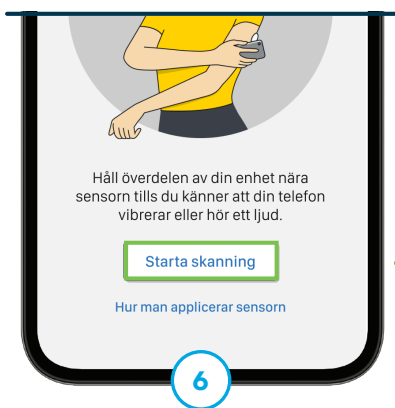 Håll överdelen av din enhet nära
sensorn tills du känner att din telefon
vibrerar eller hör ett ljud.
Starta skanning
Hur man applicerar sensorn
6